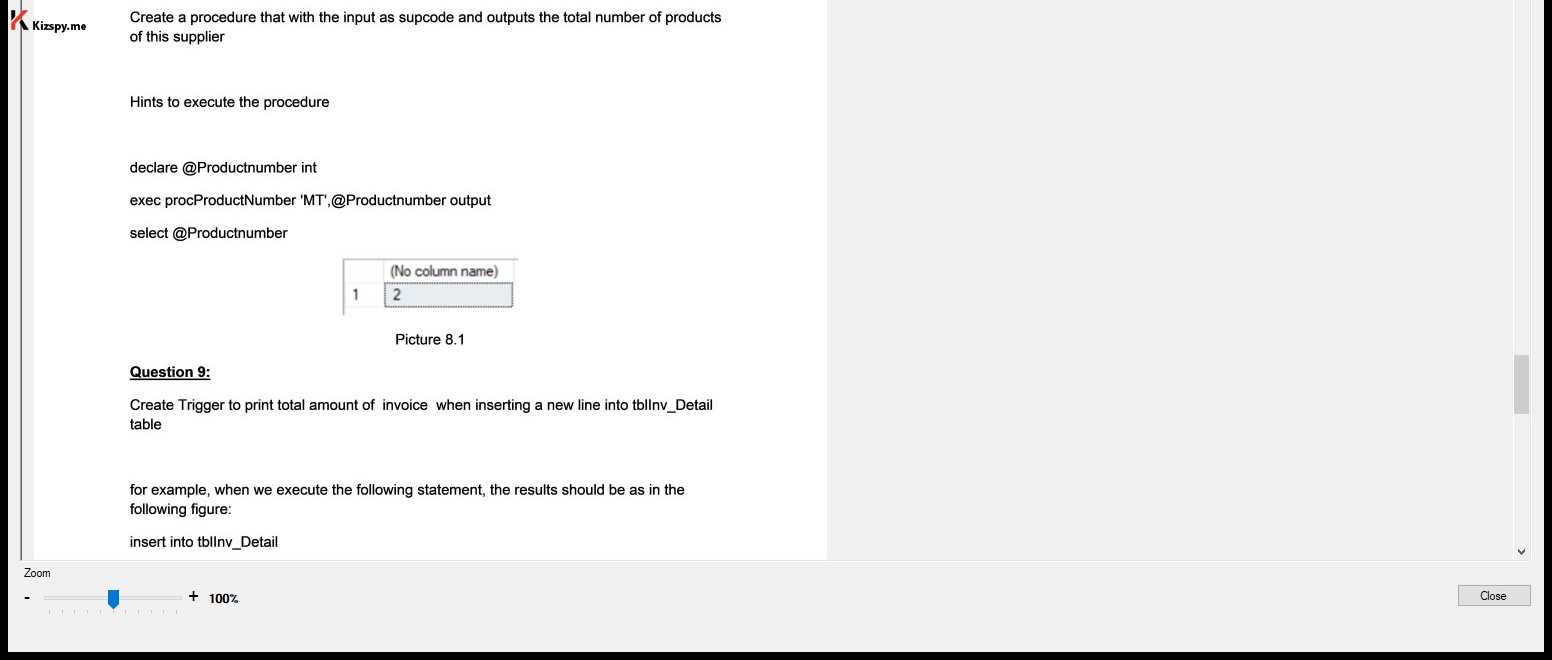 Kizspy.me
Create a procedure that with the input as supcode and outputs the total number of products
of this supplier
Hints to execute the procedure
declare @Productnumber int
exec procProductNumber 'MT',@Productnumber output
select @Productnumber
(No column name)
1 2
Picture 8.1
Question 9:
Create Trigger to print total amount of  invoice  when inserting a new line into tblInv_Detail
table
for example, when we execute the following statement, the results should be as in the
following figure:
insert into tblInv_Detail
Zoom
- + 100%
Close